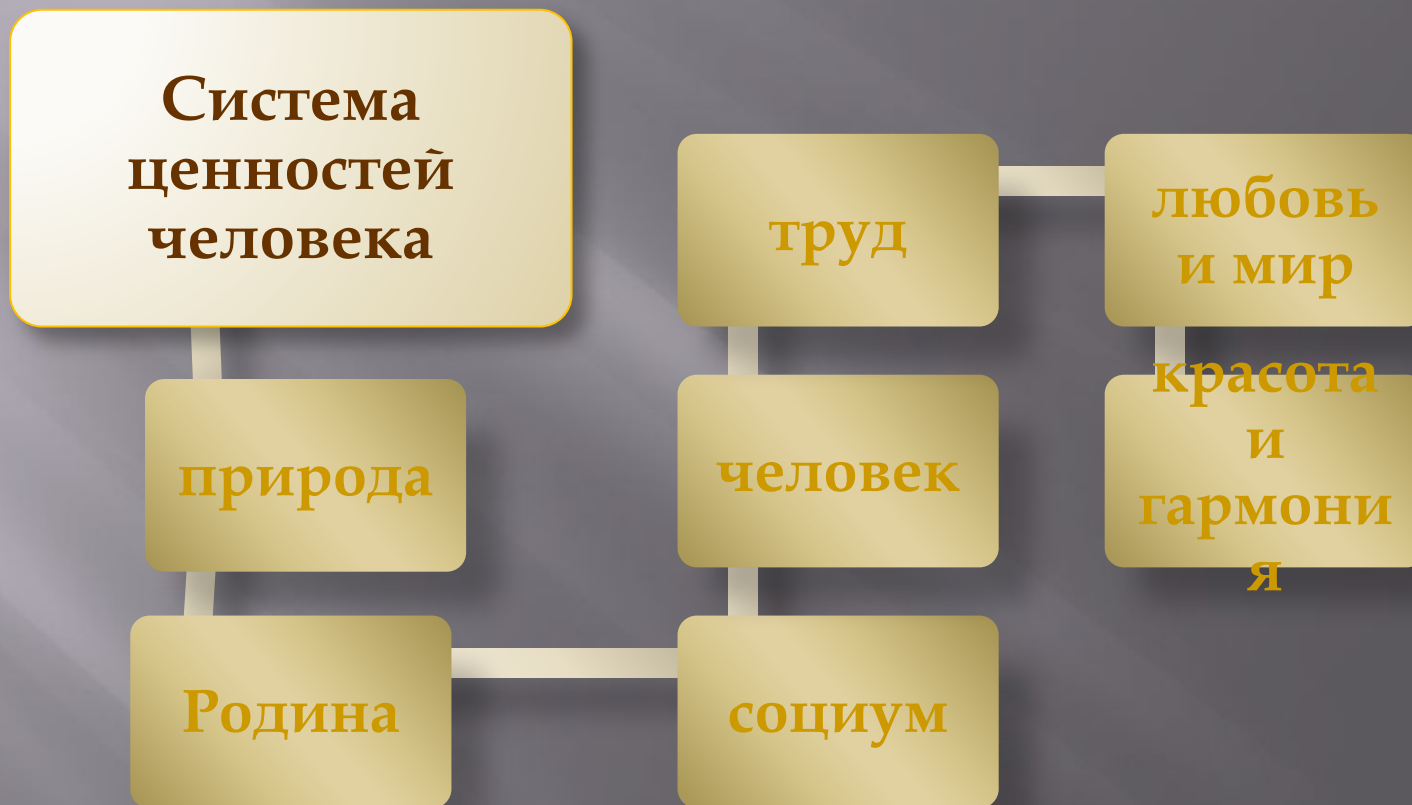 Система
ценностей
человека
природа
Родина
социум
человек
труд
любовь
и мир
красота
и
гармони
я